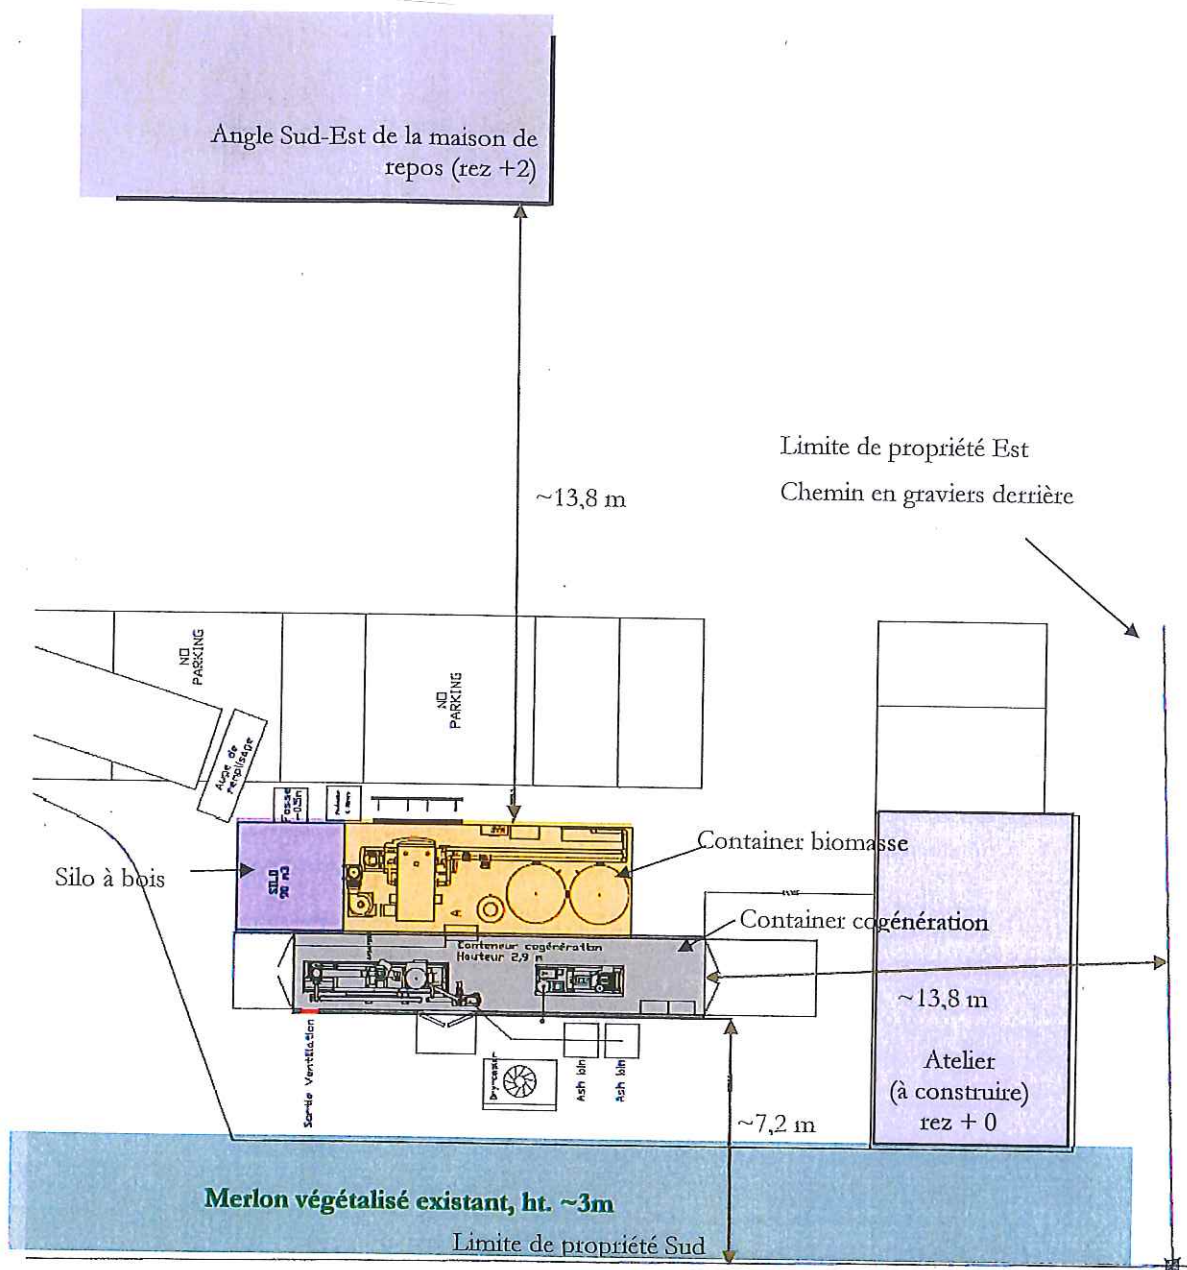 Angle Sud-Est de la maison de
repos (rez +2)
~13,8 m
Limite de propriété Est
Chemin en graviers derrière
NO
PARKING
NO
PARKING
Auge de
remplissage
Fosse
Silo à bois
SILO
90 m3
Container biomasse
A
Container cogénération
Conteneur cogénération
Hauteur 2,9 m
~13,8 m
Sortie Ventilation
Ash bin
Ash bin
Atelier
(à construire)
rez + 0
~7,2 m
Merlon végétalisé existant, ht. ~3m
Limite de propriété Sud